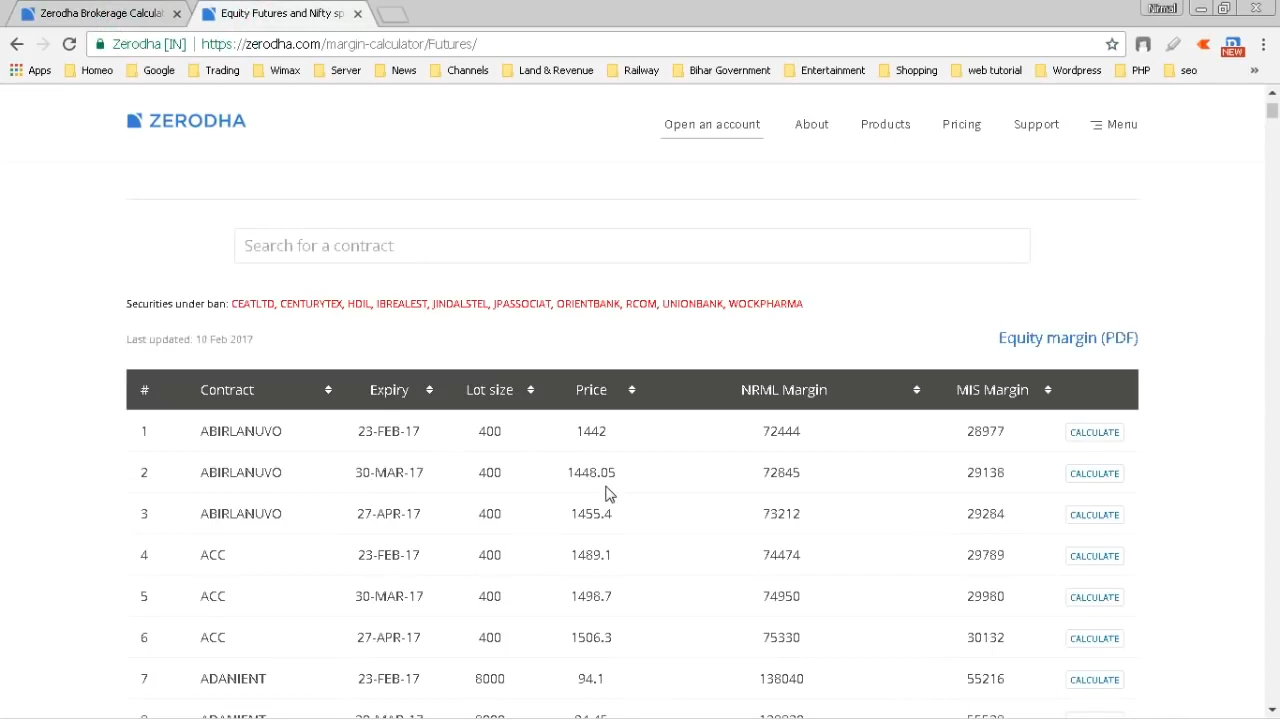 Zerodha Brokerage Calcula
Equity Futures and Nifty sp
Nirmal
Zerodha [IN]
https://zerodha.com/margin-calculator/Futures/
NEW
Apps Homeo Google Trading Wimax Server News Channels Land & Revenue Railway Bihar Government Entertainment Shopping web tutorial Wordpress PHP seo »
ZERODHA
Open an account About Products Pricing Support Menu
Search for a contract
Securities under ban: CEATLTD, CENTURYTEX, HDIL, IBREALEST, JINDALSTEL, JPASSOCIAT, ORIENTBANK, RCOM, UNIONBANK, WOCKPHARMA
Last updated: 10 Feb 2017
Equity margin (PDF)
# Contract Expiry Lot size Price NRML Margin MIS Margin
1 ABIRLANUVO 23-FEB-17 400 1442 72444 28977 CALCULATE
2 ABIRLANUVO 30-MAR-17 400 1448.05 72845 29138 CALCULATE
3 ABIRLANUVO 27-APR-17 400 1455.4 73212 29284 CALCULATE
4 ACC 23-FEB-17 400 1489.1 74474 29789 CALCULATE
5 ACC 30-MAR-17 400 1498.7 74950 29980 CALCULATE
6 ACC 27-APR-17 400 1506.3 75330 30132 CALCULATE
7 ADANIENT 23-FEB-17 8000 94.1 138040 55216 CALCULATE